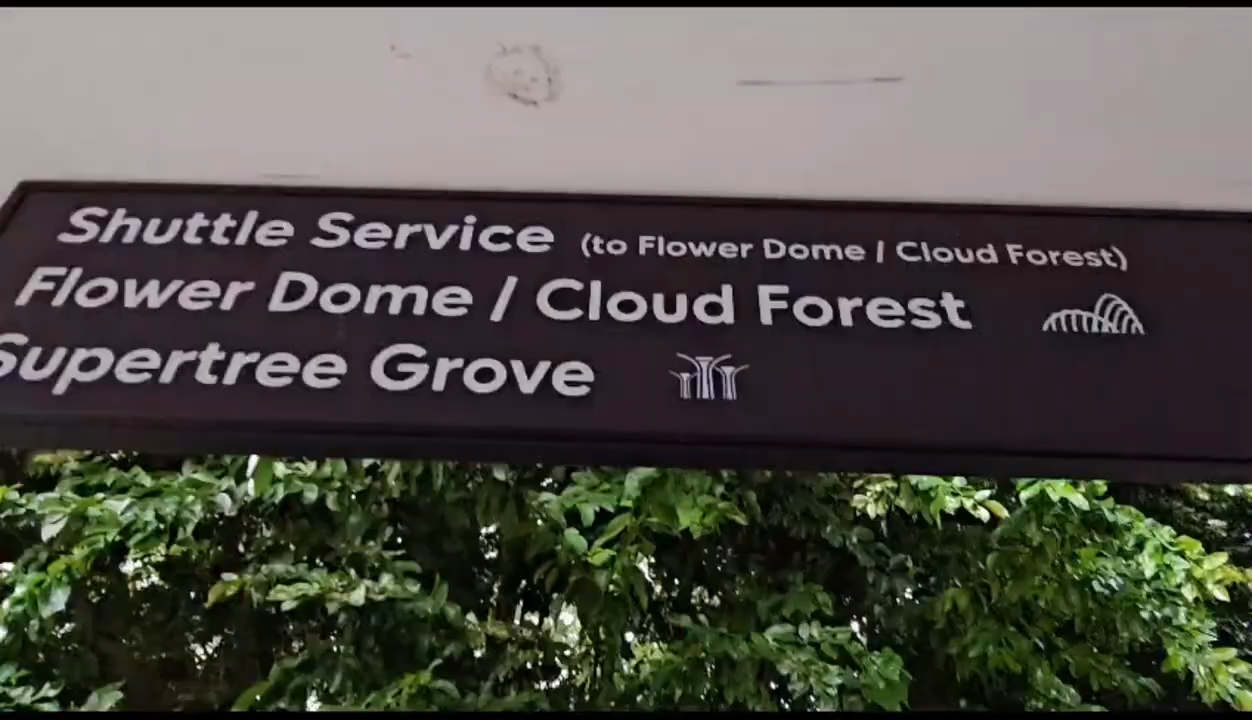 Shuttle Service (to Flower Dome / Cloud Forest)
Flower Dome / Cloud Forest
Supertree Grove